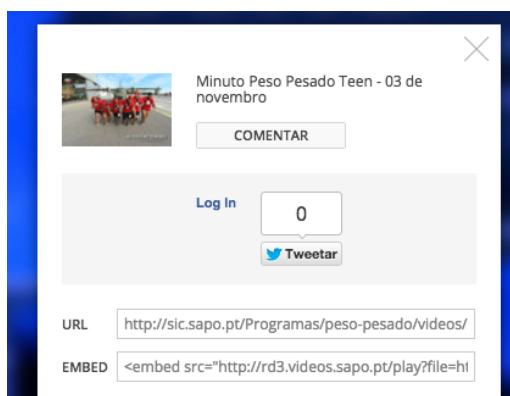 Minuto Peso Pesado Teen - 03 de
novembro
COMENTAR
Log In
0
Tweetar
URL
http://sic.sapo.pt/Programas/peso-pesado/videos/
EMBED
<embed src="http://rd3.videos.sapo.pt/play?file=ht